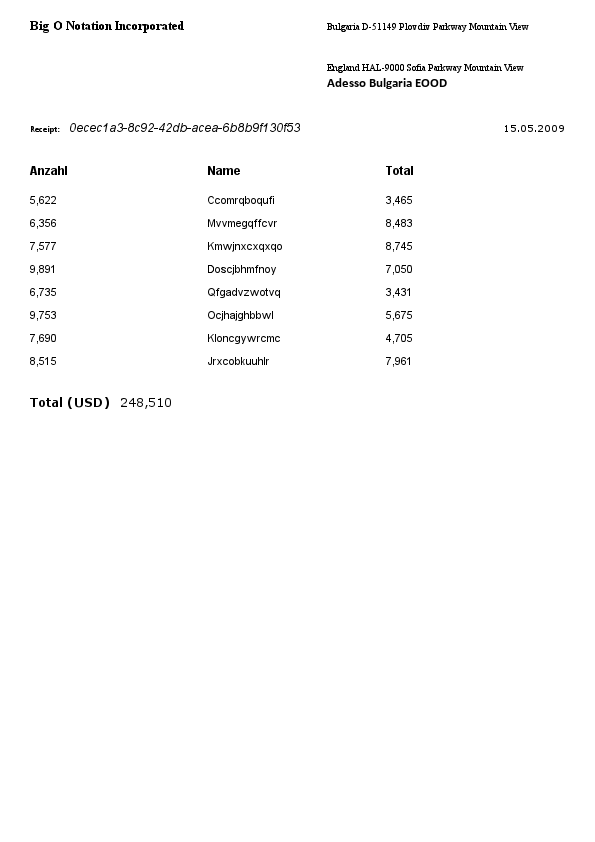 Big O Notation Incorporated
Bulgaria D-51149 Plovdiv Parkway Mountain View
England HAL-9000 Sofia Parkway Mountain View
Adesso Bulgaria EOOD
Receipt: 0ecec1a3-8c92-42db-acea-6b8b9f130f53 15.05.2009
Anzahl Name Total
5,622 Ccomrqboqufi 3,465
6,356 Mvvmegqffcvr 8,483
7,577 Kmwjnxcxqxqo 8,745
9,891 Doscjbhmfnoy 7,050
6,735 Qfgadvzwotvq 3,431
9,753 Ocjhajghbbwl 5,675
7,690 Kloncgywrcmc 4,705
8,515 Jrxcobkuuhlr 7,961
Total (USD) 248,510